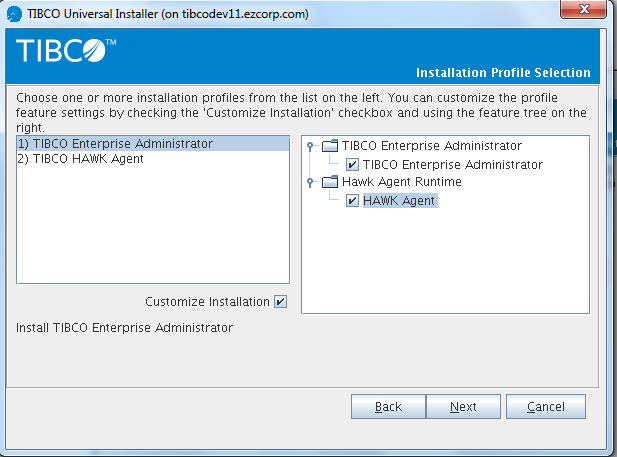 TIBCO Universal Installer (on tibcodev11.ezcorp.com)
TIBCO™
Installation Profile Selection
Choose one or more installation profiles from the list on the left. You can customize the profile
feature settings by checking the 'Customize Installation' checkbox and using the feature tree on the
right.
1) TIBCO Enterprise Administrator
2) TIBCO HAWK Agent
TIBCO Enterprise Administrator
TIBCO Enterprise Administrator
Hawk Agent Runtime
HAWK Agent
Customize Installation
Install TIBCO Enterprise Administrator
Back Next Cancel